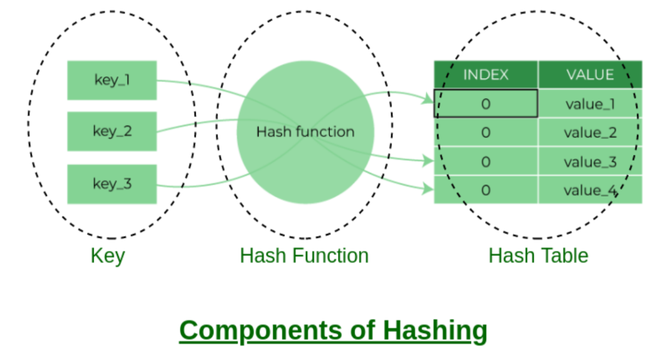 key_1
key_2
key_3
Hash function
INDEX VALUE
0 value_1
0 value_2
0 value_3
0 value_4
Key
Hash Function
Hash Table
Components of Hashing